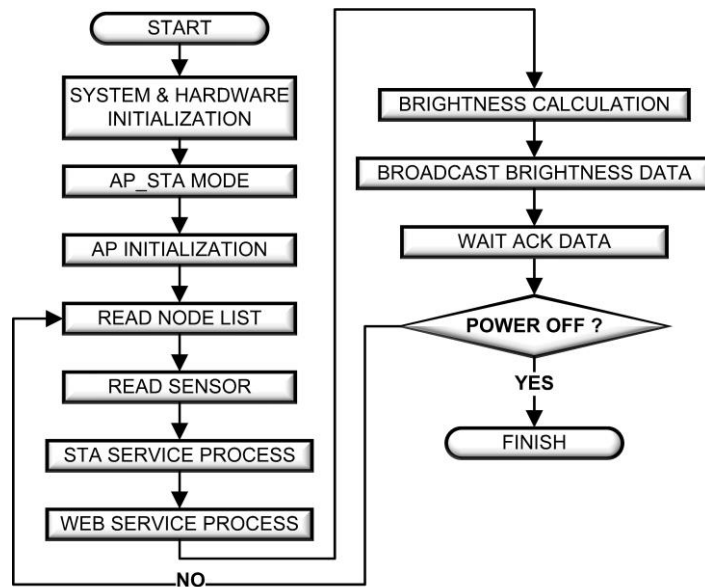 START
SYSTEM & HARDWARE
INITIALIZATION
AP_STA MODE
AP INITIALIZATION
READ NODE LIST
READ SENSOR
STA SERVICE PROCESS
WEB SERVICE PROCESS
BRIGHTNESS CALCULATION
BROADCAST BRIGHTNESS DATA
WAIT ACK DATA
POWER OFF ?
YES
FINISH
NO